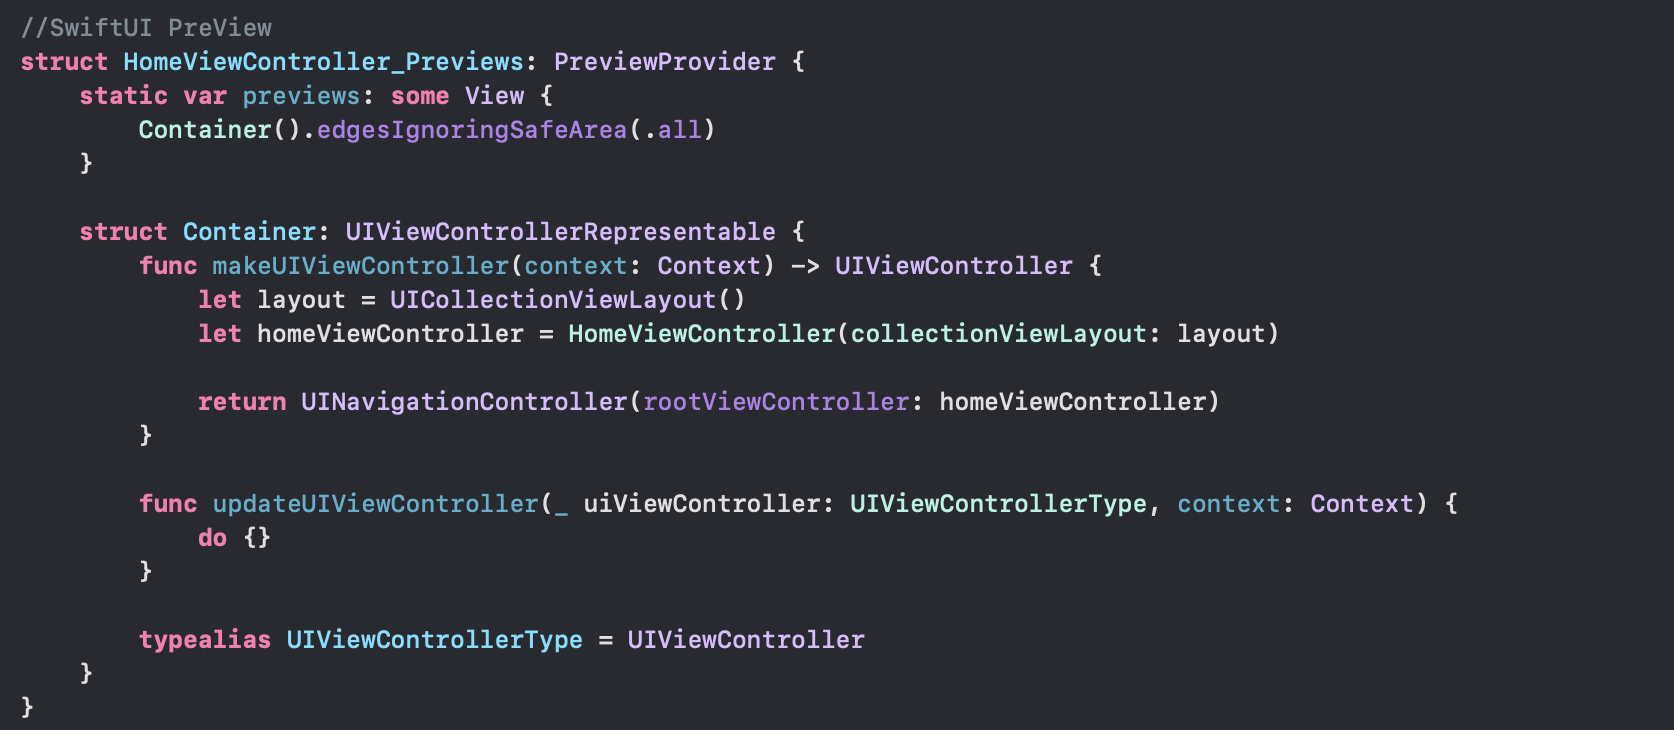 //SwiftUI PreView
struct HomeViewController_Previews: PreviewProvider {
    static var previews: some View {
        Container().edgesIgnoringSafeArea(.all)
    }

    struct Container: UIViewControllerRepresentable {
        func makeUIViewController(context: Context) -> UIViewController {
            let layout = UICollectionViewLayout()
            let homeViewController = HomeViewController(collectionViewLayout: layout)

            return UINavigationController(rootViewController: homeViewController)
        }

        func updateUIViewController(_ uiViewController: UIViewControllerType, context: Context) {
            do {}
        }

        typealias UIViewControllerType = UIViewController
    }
}